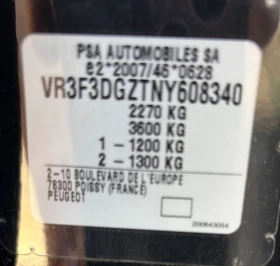 PSA AUTOMOBILES SA
e2*2007/46*0628
VR3F3DGZTNY608340
2270 KG
3600 KG
1 - 1200 KG
2 - 1300 KG
2-10 BOULEVARD DE L'EUROPE
78300 POISSY (FRANCE)
PEUGEOT